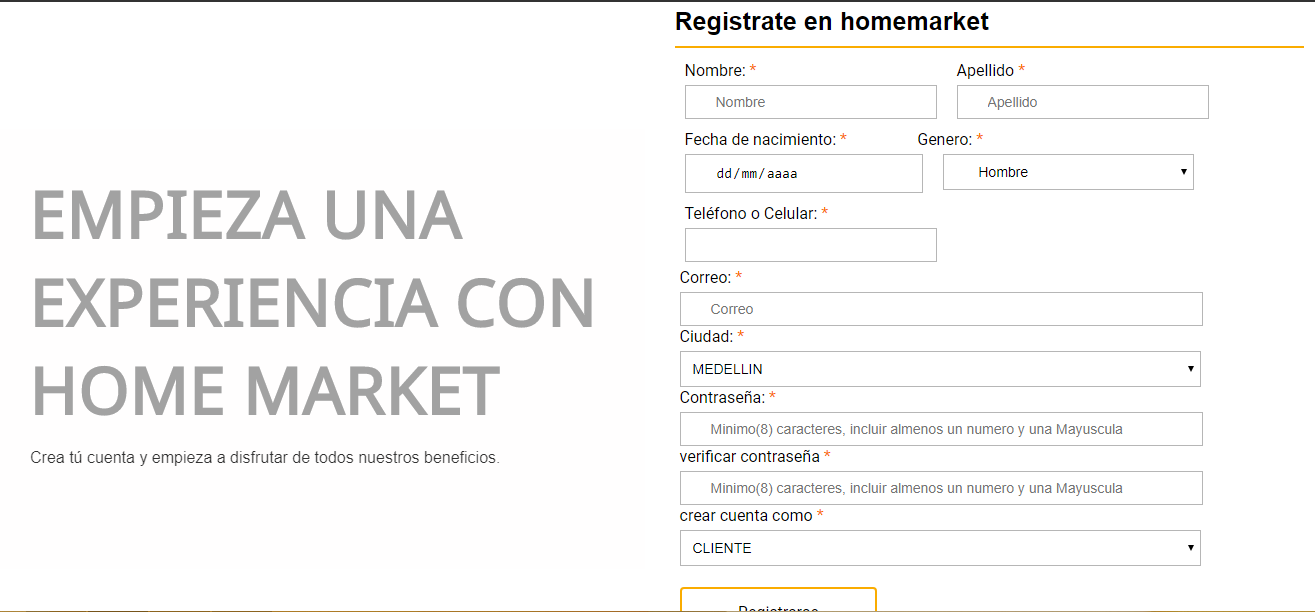 Registrate en homemarket
Nombre: * Apellido *
Nombre Apellido
Fecha de nacimiento: * Genero: *
dd/mm/aaaa Hombre
Teléfono o Celular: *
Correo: *
Correo
Ciudad: *
MEDELLIN
Contraseña: *
Minimo(8) caracteres, incluir almenos un numero y una Mayuscula
verificar contraseña *
Minimo(8) caracteres, incluir almenos un numero y una Mayuscula
crear cuenta como *
CLIENTE
Registrarse
EMPIEZA UNA
EXPERIENCIA CON
HOME MARKET
Crea tú cuenta y empieza a disfrutar de todos nuestros beneficios.